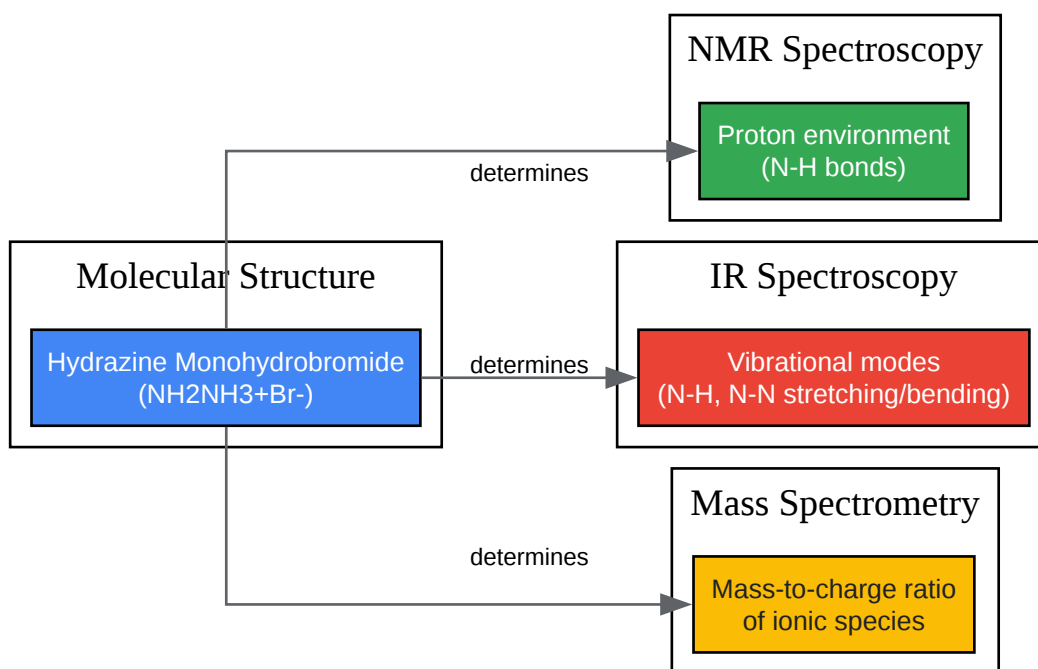 NMR Spectroscopy
Proton environment
(N-H bonds)
determines
Molecular Structure
Hydrazine Monohydrobromide
(NH2NH3+Br-)
determines
IR Spectroscopy
Vibrational modes
(N-H, N-N stretching/bending)
Mass Spectrometry
determines
Mass-to-charge ratio
of ionic species